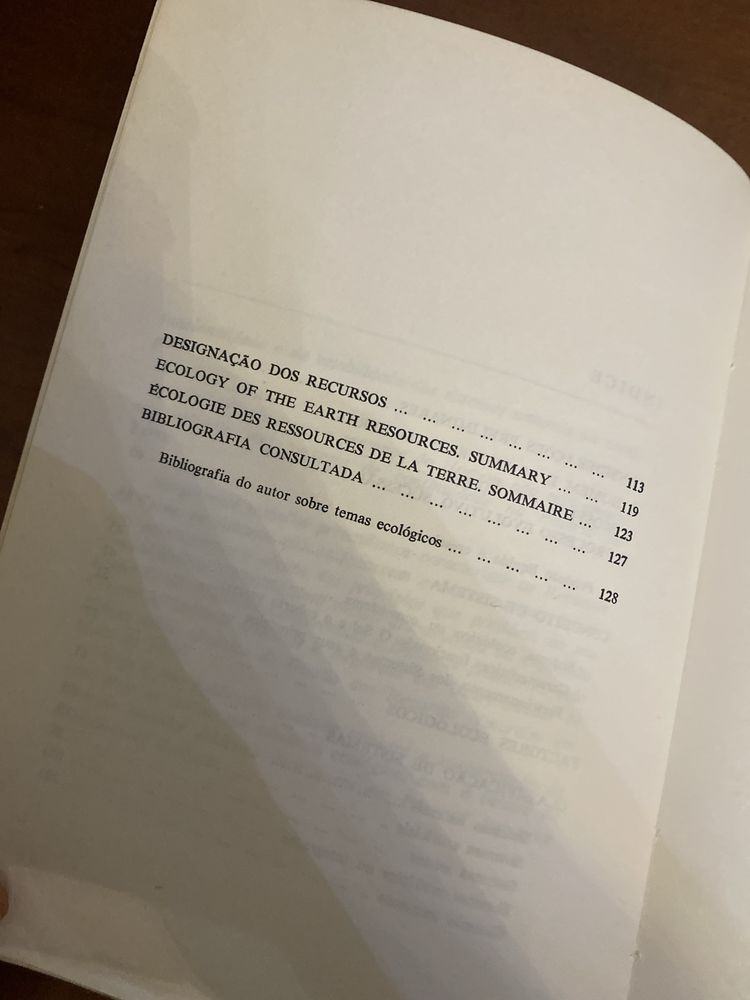 DESIGNAÇÃO DOS RECURSOS ... ... ... ... ... ... ... ... 113
ECOLOGY OF THE EARTH RESOURCES. SUMMARY ... ... 119
ÉCOLOGIE DES RESSOURCES DE LA TERRE. SOMMAIRE ... 123
BIBLIOGRAFIA CONSULTADA ... ... ... ... ... ... ... ... 127
Bibliografia do autor sobre temas ecológicos ... ... ... ... ... 128